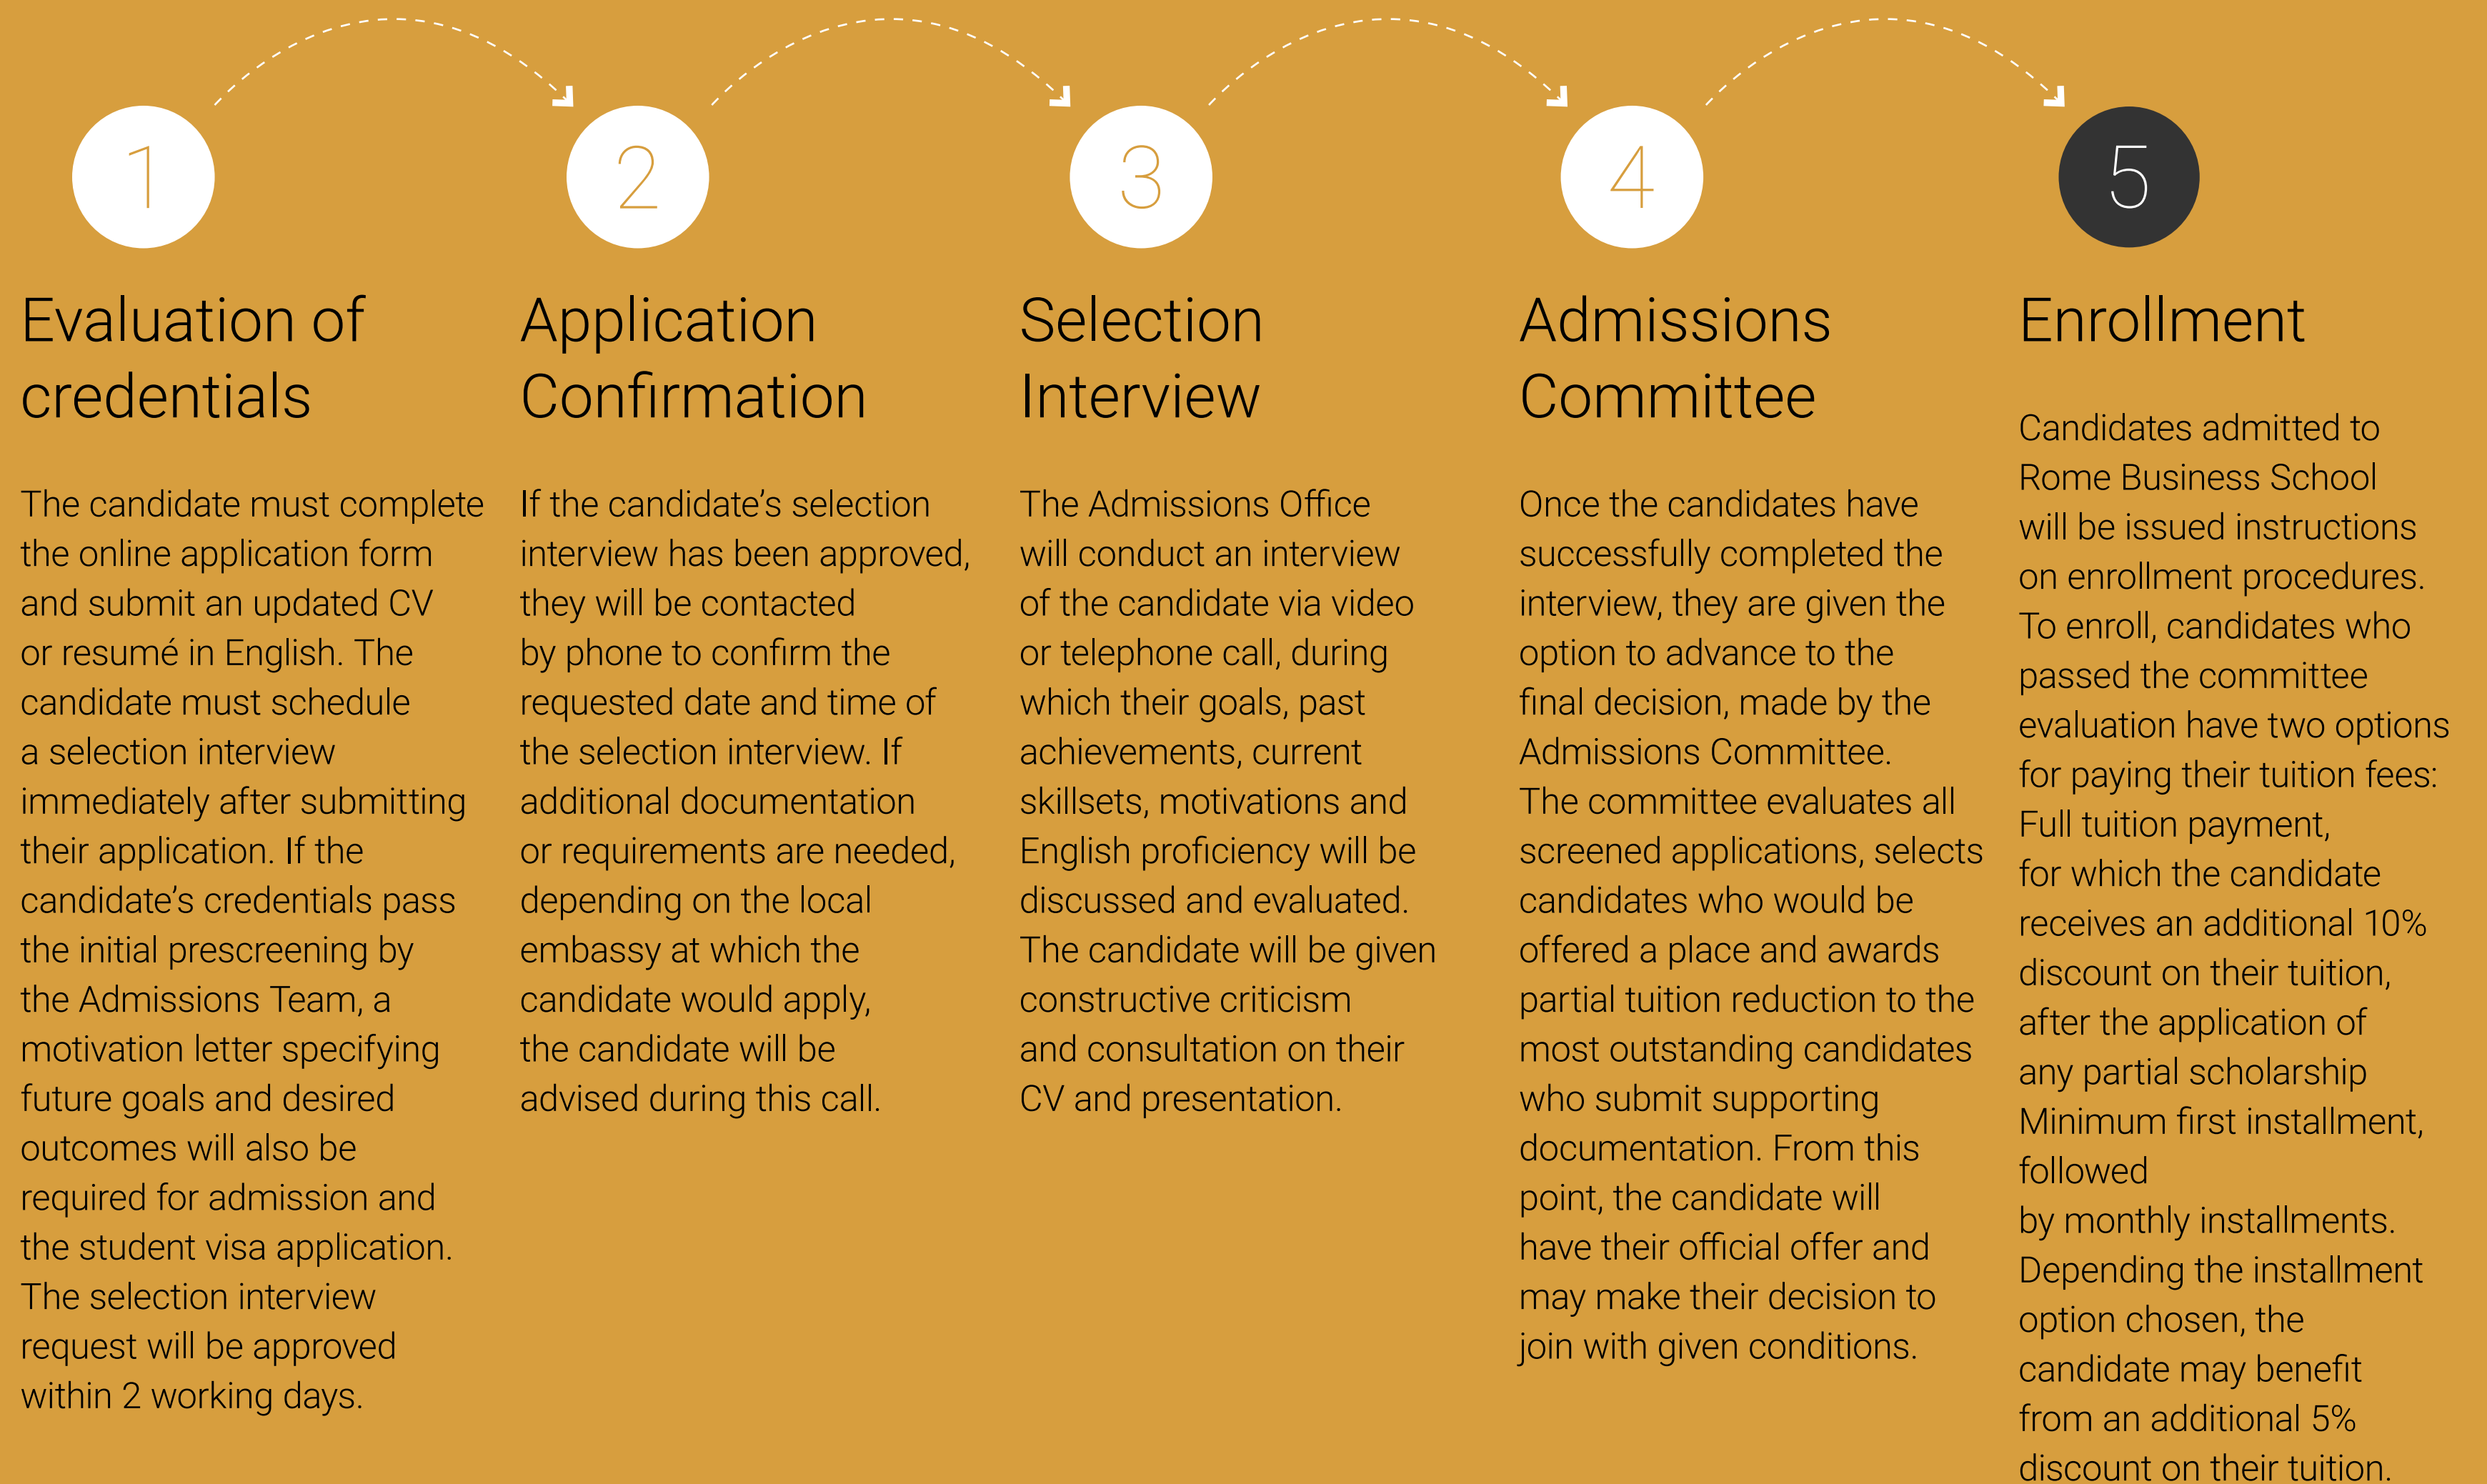 1
Evaluation of
credentials
The candidate must complete
the online application form
and submit an updated CV
or resumé in English. The
candidate must schedule
a selection interview
immediately after submitting
their application. If the
candidate’s credentials pass
the initial prescreening by
the Admissions Team, a
motivation letter specifying
future goals and desired
outcomes will also be
required for admission and
the student visa application.
The selection interview
request will be approved
within 2 working days.
2
Application
Confirmation
If the candidate’s selection
interview has been approved,
they will be contacted
by phone to confirm the
requested date and time of
the selection interview. If
additional documentation
or requirements are needed,
depending on the local
embassy at which the
candidate would apply,
the candidate will be
advised during this call.
3
Selection
Interview
The Admissions Office
will conduct an interview
of the candidate via video
or telephone call, during
which their goals, past
achievements, current
skillsets, motivations and
English proficiency will be
discussed and evaluated.
The candidate will be given
constructive criticism
and consultation on their
CV and presentation.
4
Admissions
Committee
Once the candidates have
successfully completed the
interview, they are given the
option to advance to the
final decision, made by the
Admissions Committee.
The committee evaluates all
screened applications, selects
candidates who would be
offered a place and awards
partial tuition reduction to the
most outstanding candidates
who submit supporting
documentation. From this
point, the candidate will
have their official offer and
may make their decision to
join with given conditions.
5
Enrollment
Candidates admitted to
Rome Business School
will be issued instructions
on enrollment procedures.
To enroll, candidates who
passed the committee
evaluation have two options
for paying their tuition fees:
Full tuition payment,
for which the candidate
receives an additional 10%
discount on their tuition,
after the application of
any partial scholarship
Minimum first installment,
followed
by monthly installments.
Depending the installment
option chosen, the
candidate may benefit
from an additional 5%
discount on their tuition.